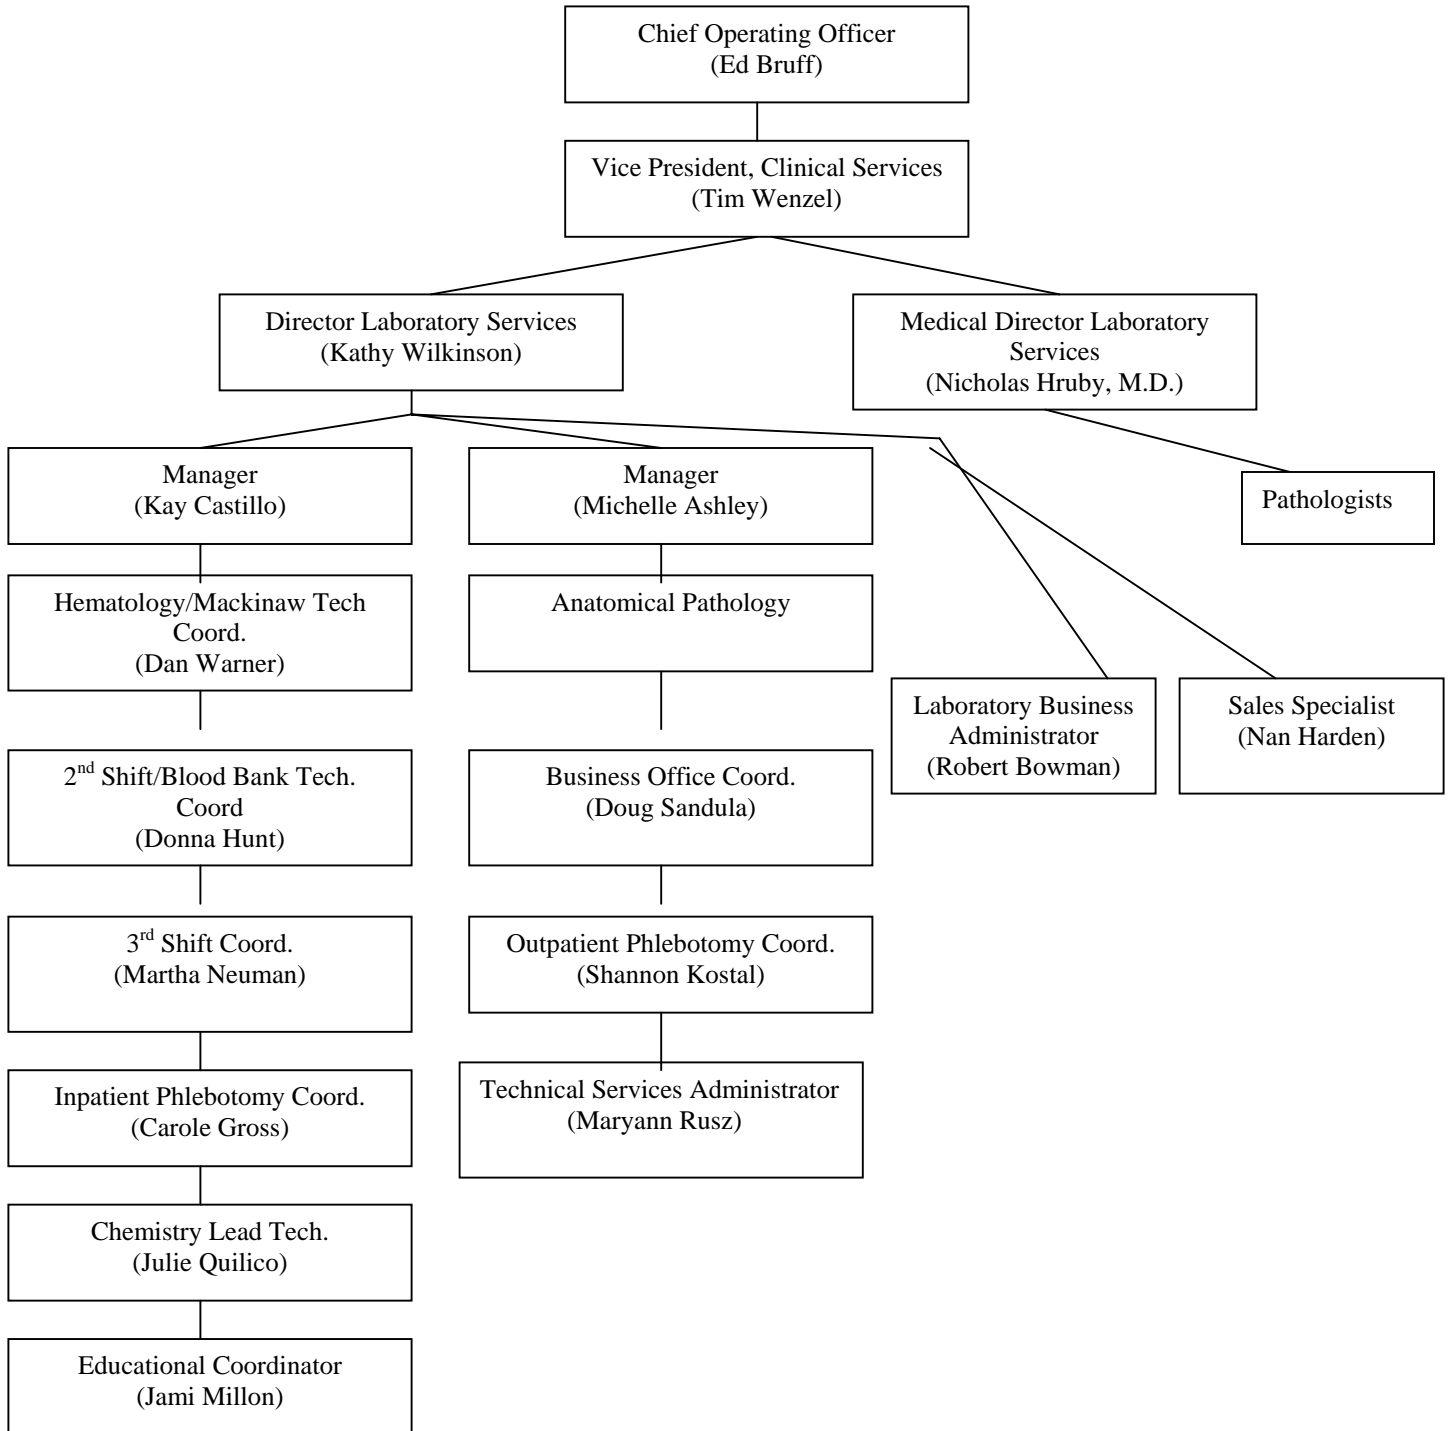 Chief Operating Officer
(Ed Bruff)
Vice President, Clinical Services
(Tim Wenzel)
Director Laboratory Services
(Kathy Wilkinson)
Medical Director Laboratory
Services
(Nicholas Hruby, M.D.)
Manager
(Kay Castillo)
Manager
(Michelle Ashley)
Pathologists
Hematology/Mackinaw Tech
Coord.
(Dan Warner)
Anatomical Pathology
Laboratory Business
Administrator
(Robert Bowman)
Sales Specialist
(Nan Harden)
2nd Shift/Blood Bank Tech.
Coord
(Donna Hunt)
Business Office Coord.
(Doug Sandula)
3rd Shift Coord.
(Martha Neuman)
Outpatient Phlebotomy Coord.
(Shannon Kostal)
Inpatient Phlebotomy Coord.
(Carole Gross)
Technical Services Administrator
(Maryann Rusz)
Chemistry Lead Tech.
(Julie Quilico)
Educational Coordinator
(Jami Millon)